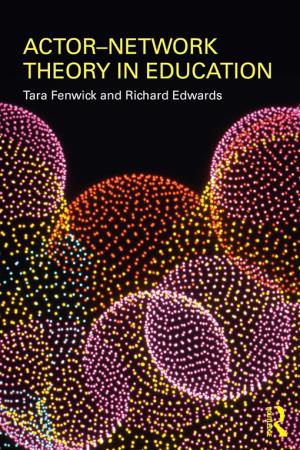 ACTOR–NETWORK
THEORY IN EDUCATION
Tara Fenwick and Richard Edwards
Routledge